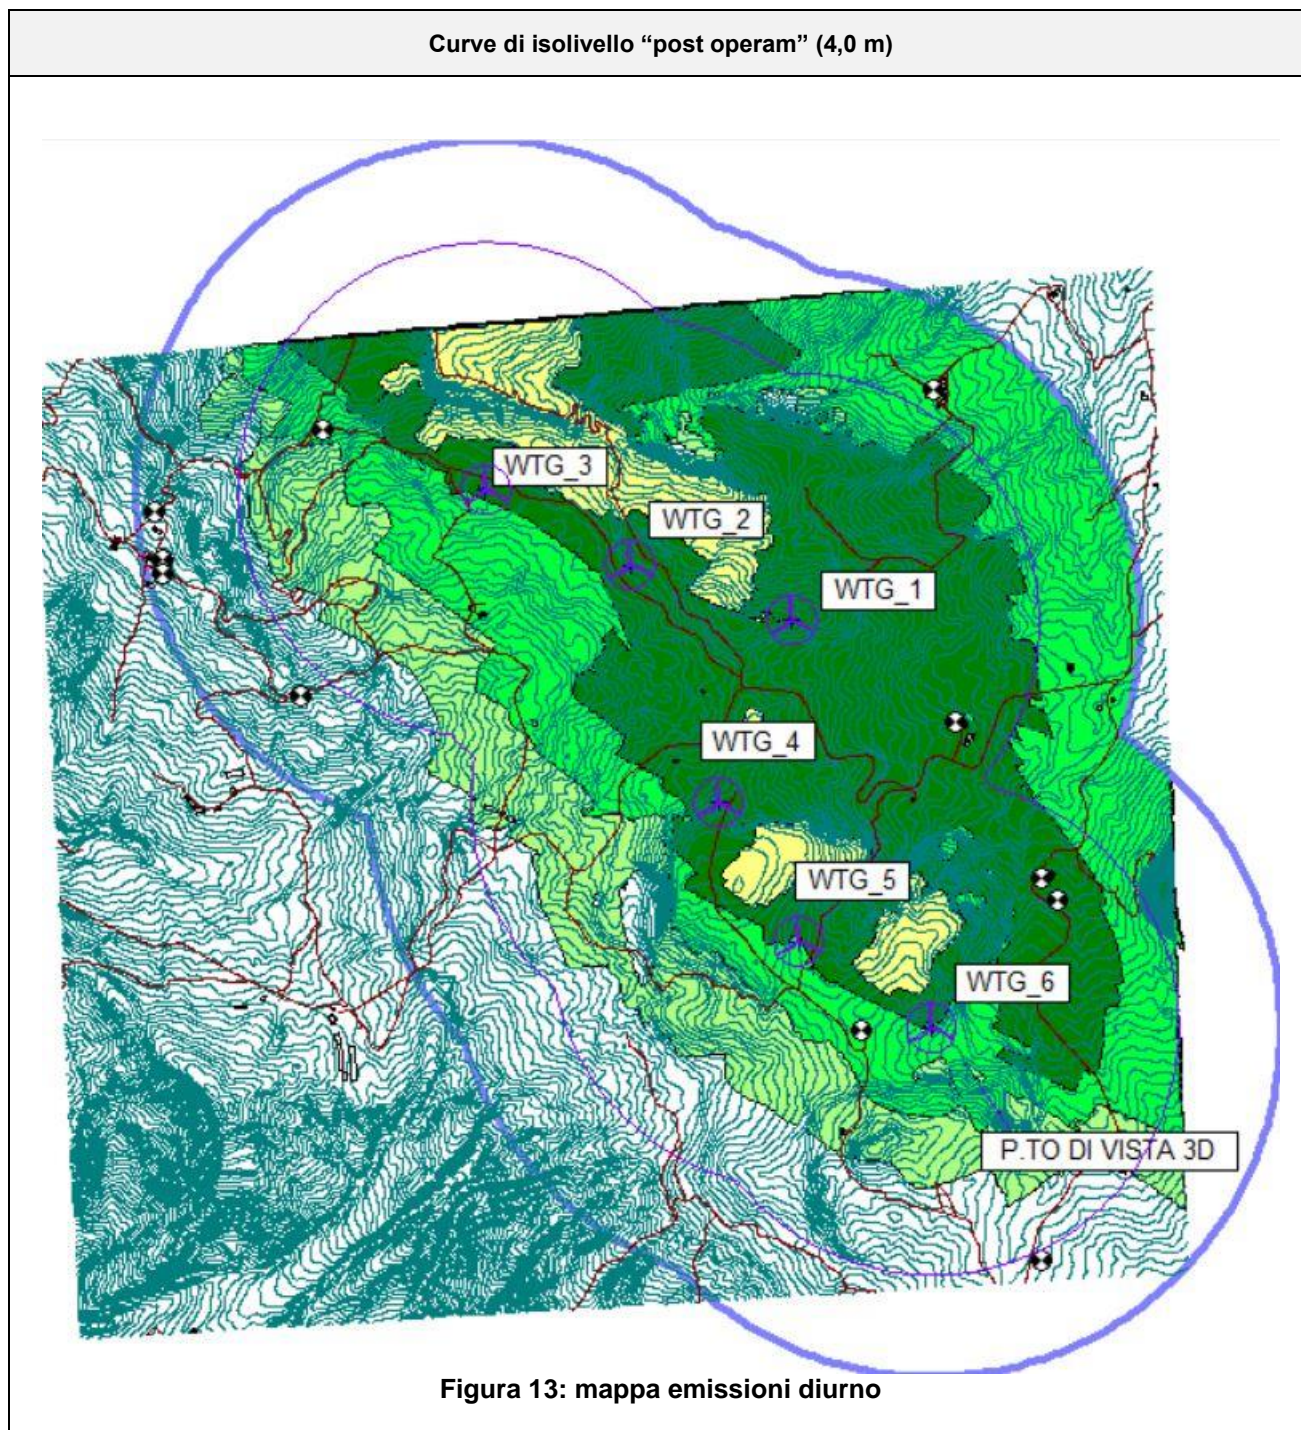 Curve di isolivello “post operam” (4,0 m)
WTG_3
WTG_2
WTG_1
WTG_4
WTG_5
WTG_6
P.TO DI VISTA 3D
Figura 13: mappa emissioni diurno